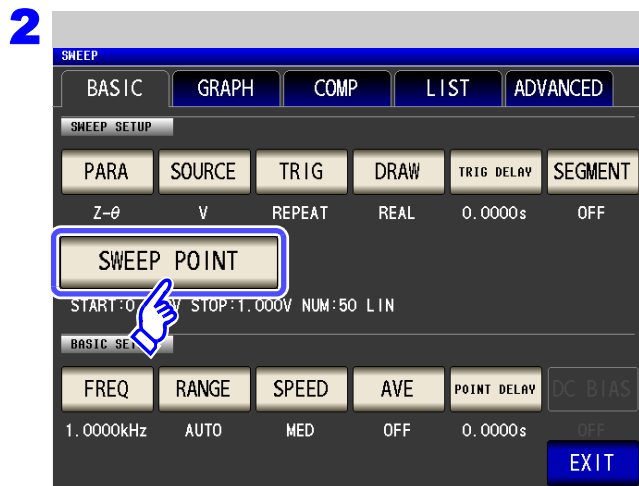 2
SWEEP
BASIC GRAPH COMP LIST ADVANCED
SWEEP SETUP
PARA SOURCE TRIG DRAW TRIG DELAY SEGMENT
Z-θ V REPEAT REAL 0.0000s OFF
SWEEP POINT
START:0. V STOP:1.000V NUM:50 LIN
BASIC SE
FREQ RANGE SPEED AVE POINT DELAY DC BIAS
1.0000kHz AUTO MED OFF 0.0000s OFF
EXIT